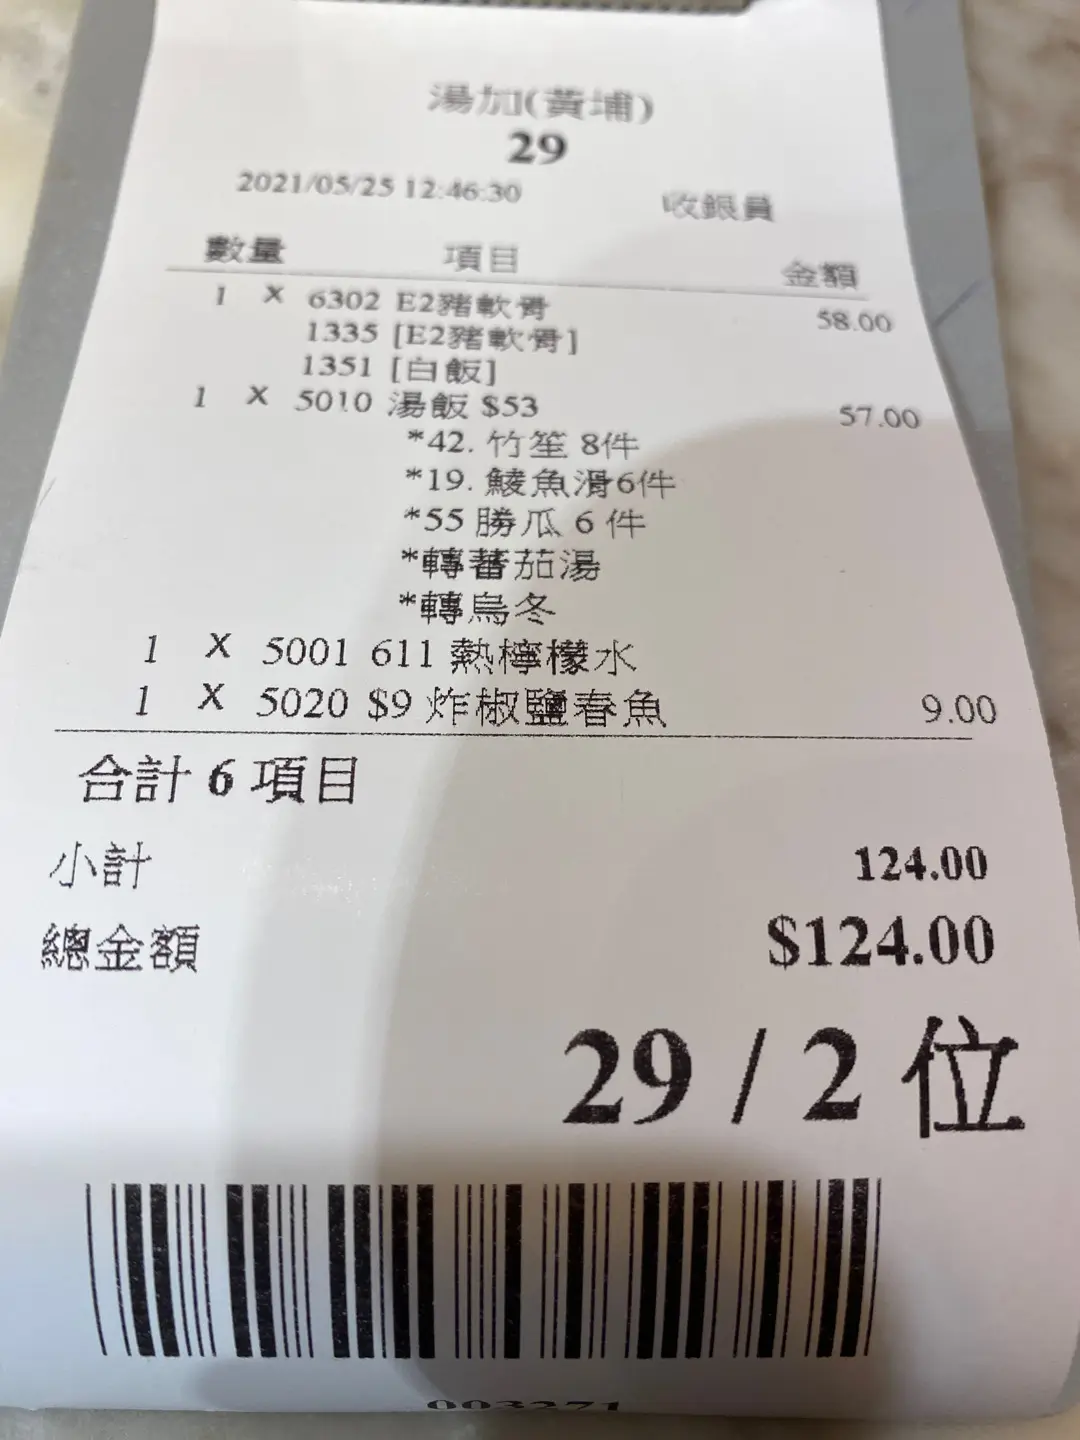 湯加(黃埔)
29
2021/05/25 12:46:30 收銀員
數量 項目 金額
1 X 6302 E2豬軟骨 58.00
1335 [E2豬軟骨]
1351 [白飯]
1 X 5010 湯飯 $53 57.00
*42. 竹笙 8件
*19. 鯪魚滑6件
*55 勝瓜 6 件
*轉蕃茄湯
*轉烏冬
1 X 5001 611 熱檸檬水
1 X 5020 $9 炸椒鹽春魚 9.00
合計 6 項目
小計 124.00
總金額 $124.00
29 / 2 位
003271